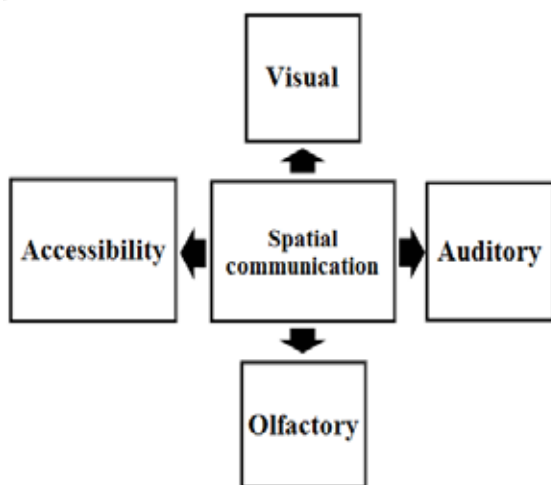 Visual
Accessibility
Spatial
communication
Auditory
Olfactory